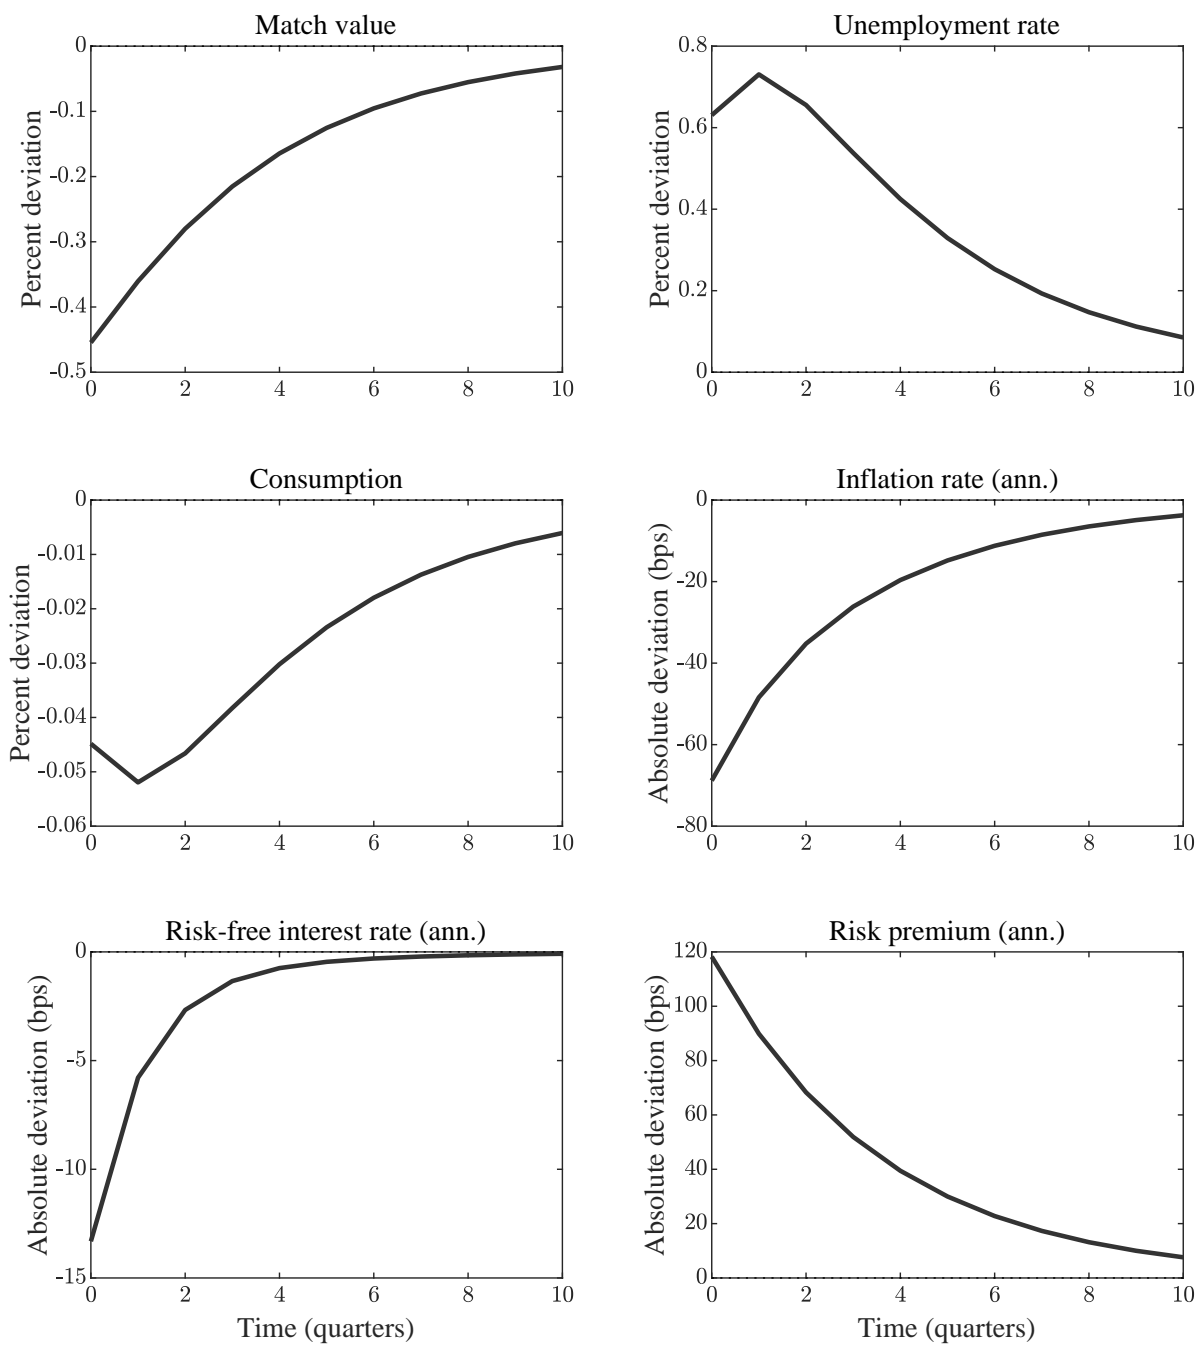 Match value
Percent deviation
0
-0.1
-0.2
-0.3
-0.4
-0.5
0 2 4 6 8 10
Unemployment rate
Percent deviation
0.8
0.6
0.4
0.2
0
0 2 4 6 8 10
Consumption
Percent deviation
0
-0.01
-0.02
-0.03
-0.04
-0.05
-0.06
0 2 4 6 8 10
Inflation rate (ann.)
Absolute deviation (bps)
0
-20
-40
-60
-80
0 2 4 6 8 10
Risk-free interest rate (ann.)
Absolute deviation (bps)
0
-5
-10
-15
0 2 4 6 8 10
Time (quarters)
Risk premium (ann.)
Absolute deviation (bps)
120
100
80
60
40
20
0
0 2 4 6 8 10
Time (quarters)